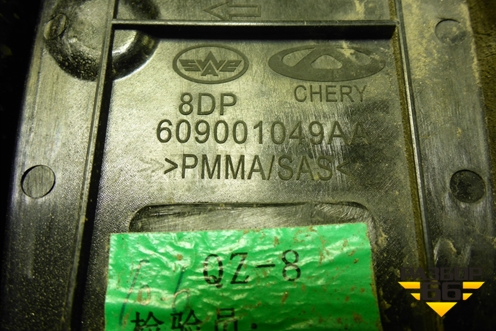 CHERY
8DP
609001049AA
>PMMA/SAS<
QZ-8
检验员: